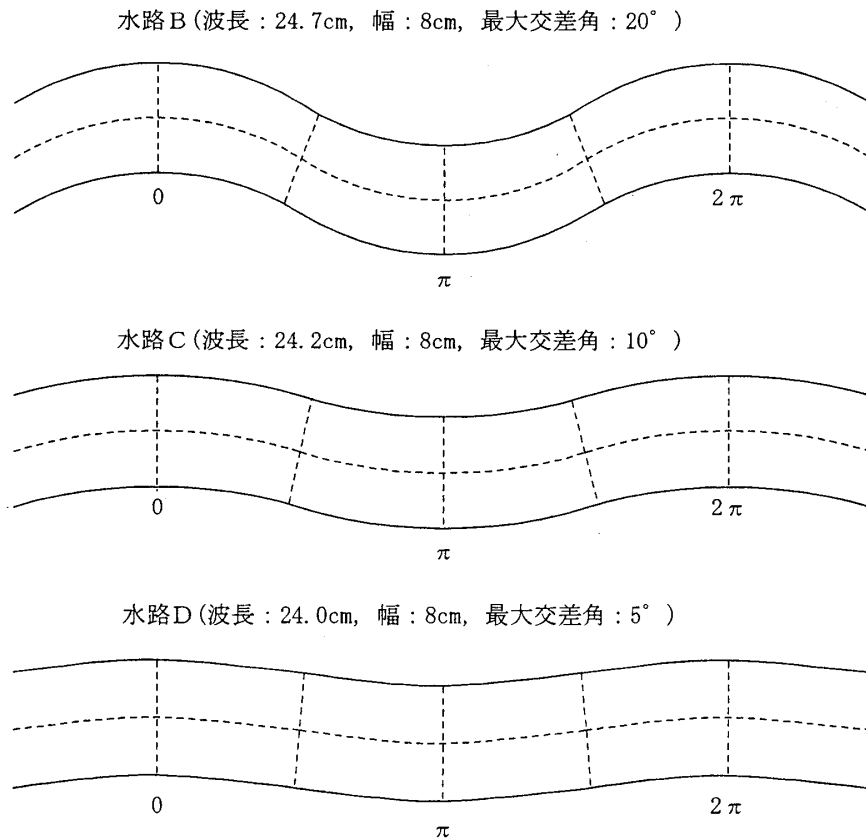 水路B(波長:24.7cm, 幅:8cm, 最大交差角:20°)
0
2π
π
水路C(波長:24.2cm, 幅:8cm, 最大交差角:10°)
0
2π
π
水路D(波長:24.0cm, 幅:8cm, 最大交差角:5°)
0
2π
π